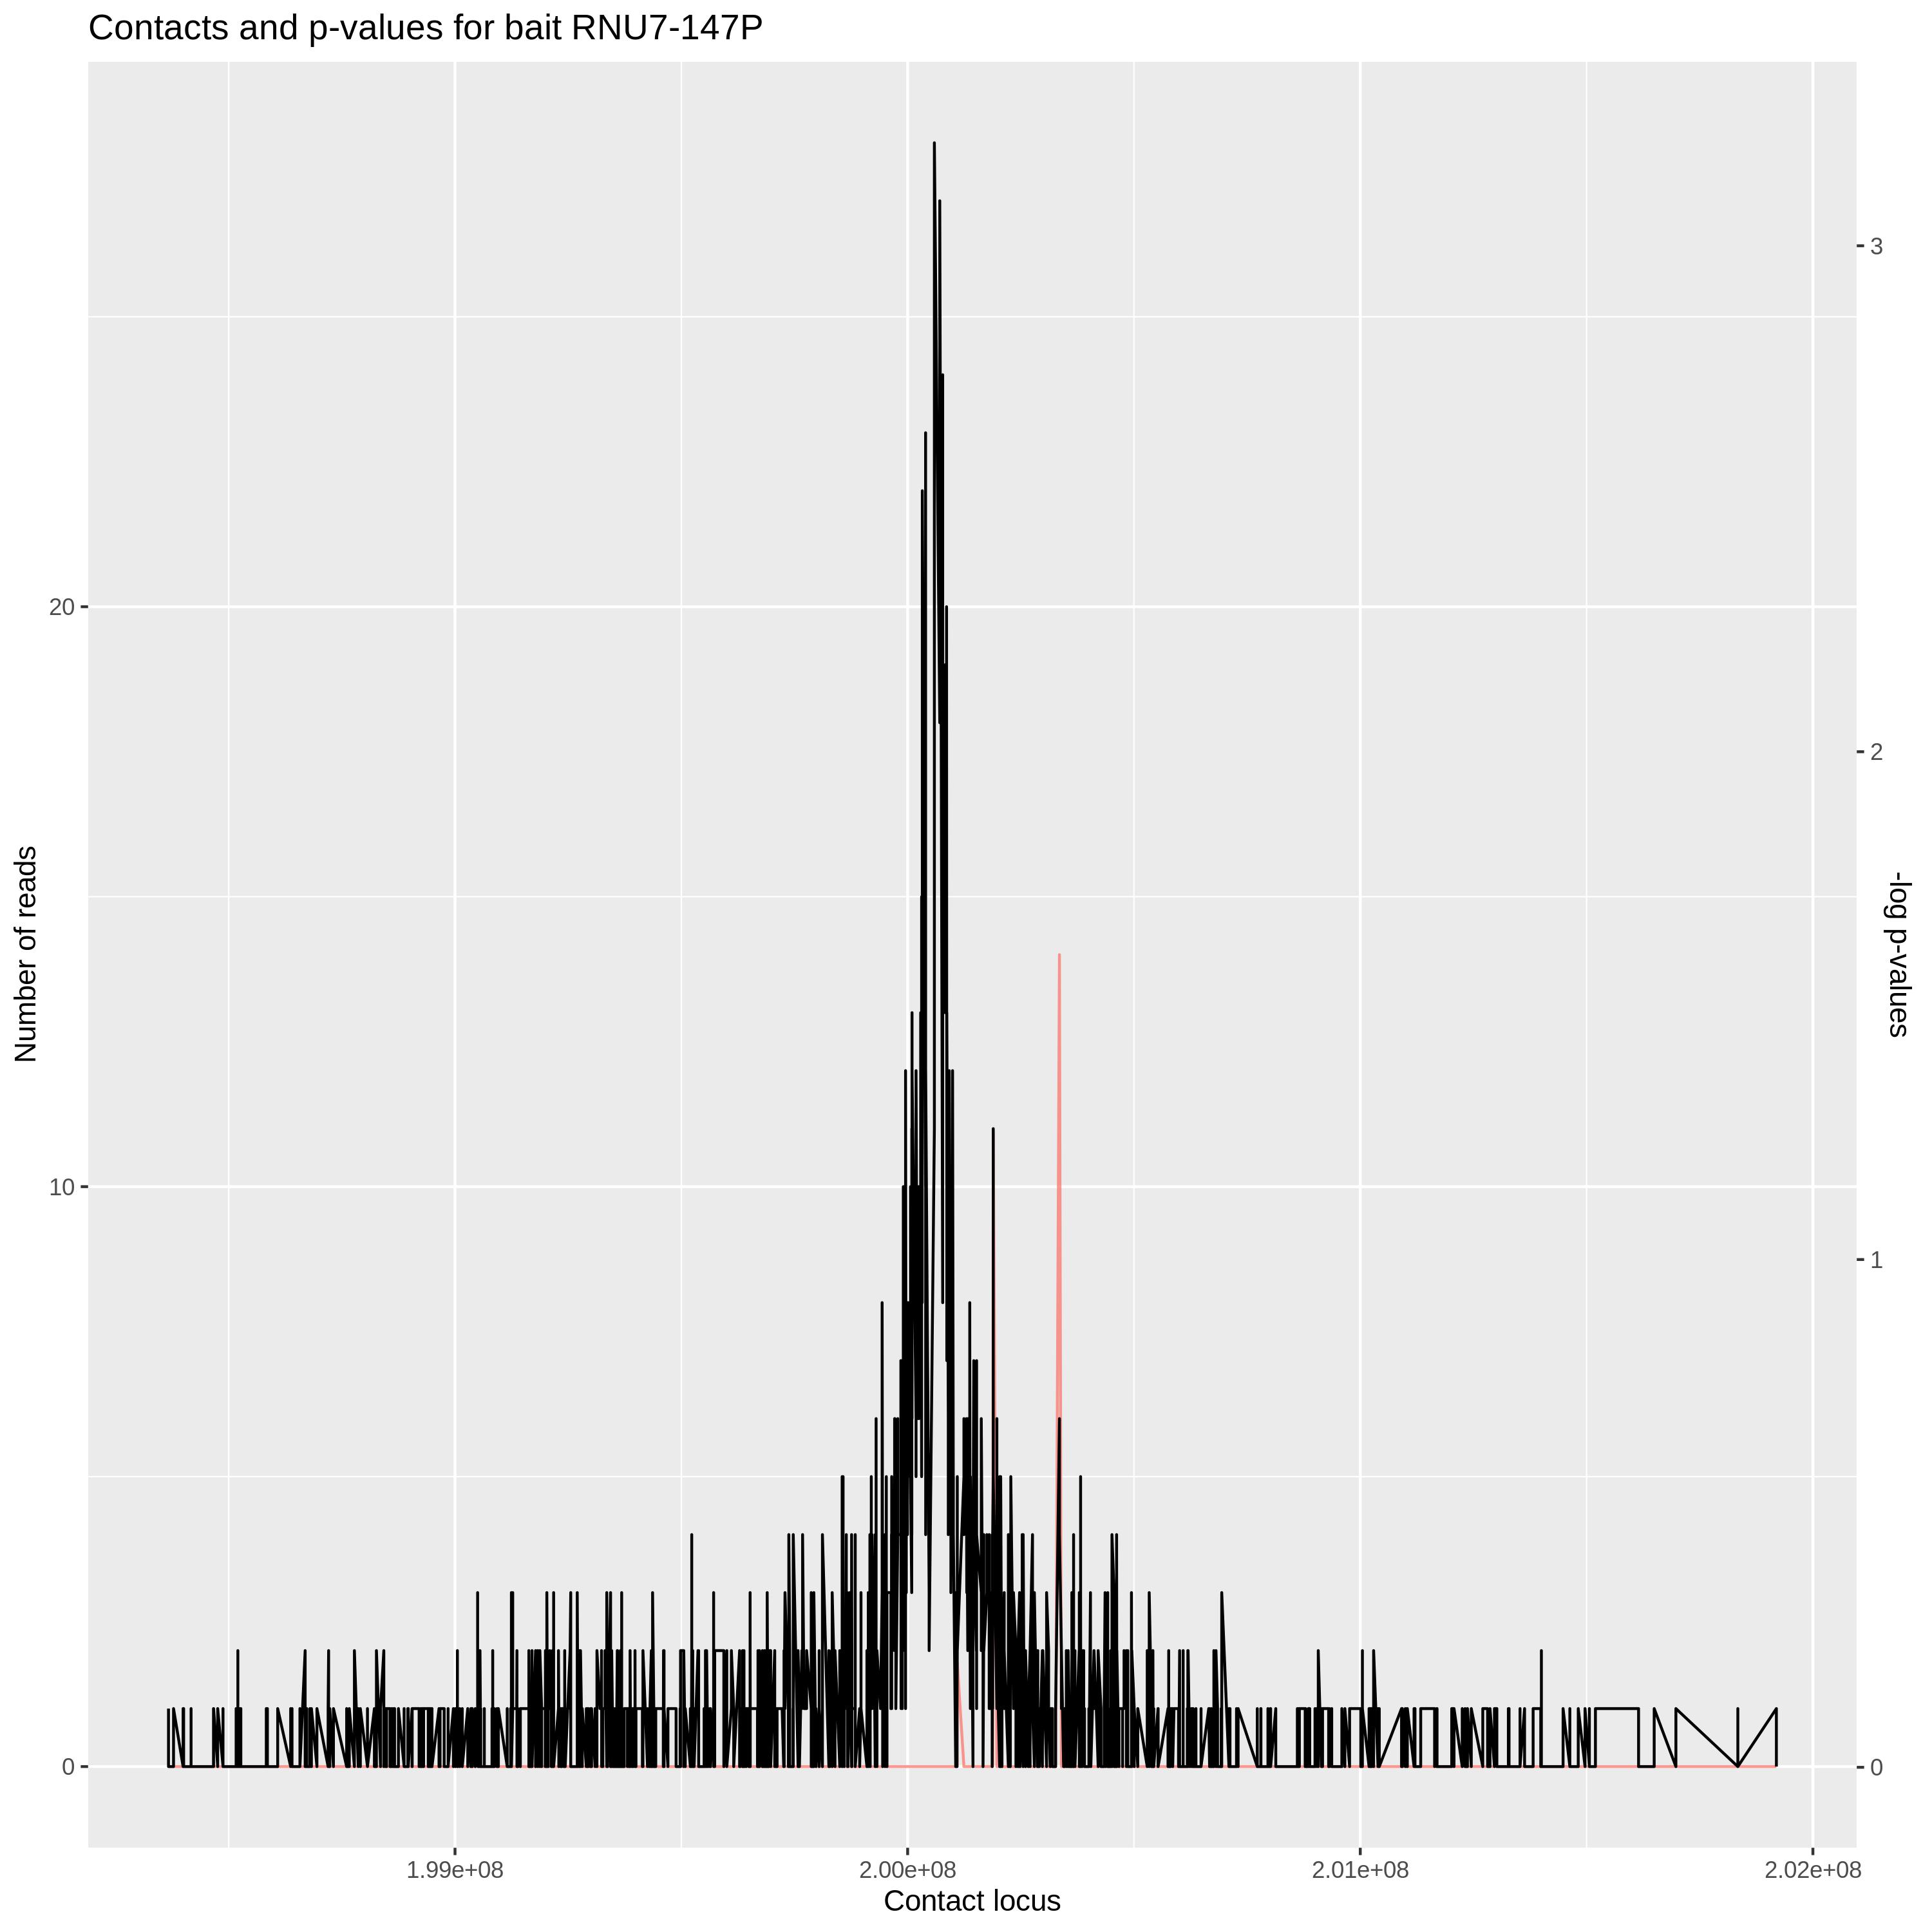 Contacts and p-values for bait RNU7-147P
Number of reads
20
10
0
3
2
1
0
-log p-values
1.99e+08
2.00e+08
2.01e+08
2.02e+08
Contact locus